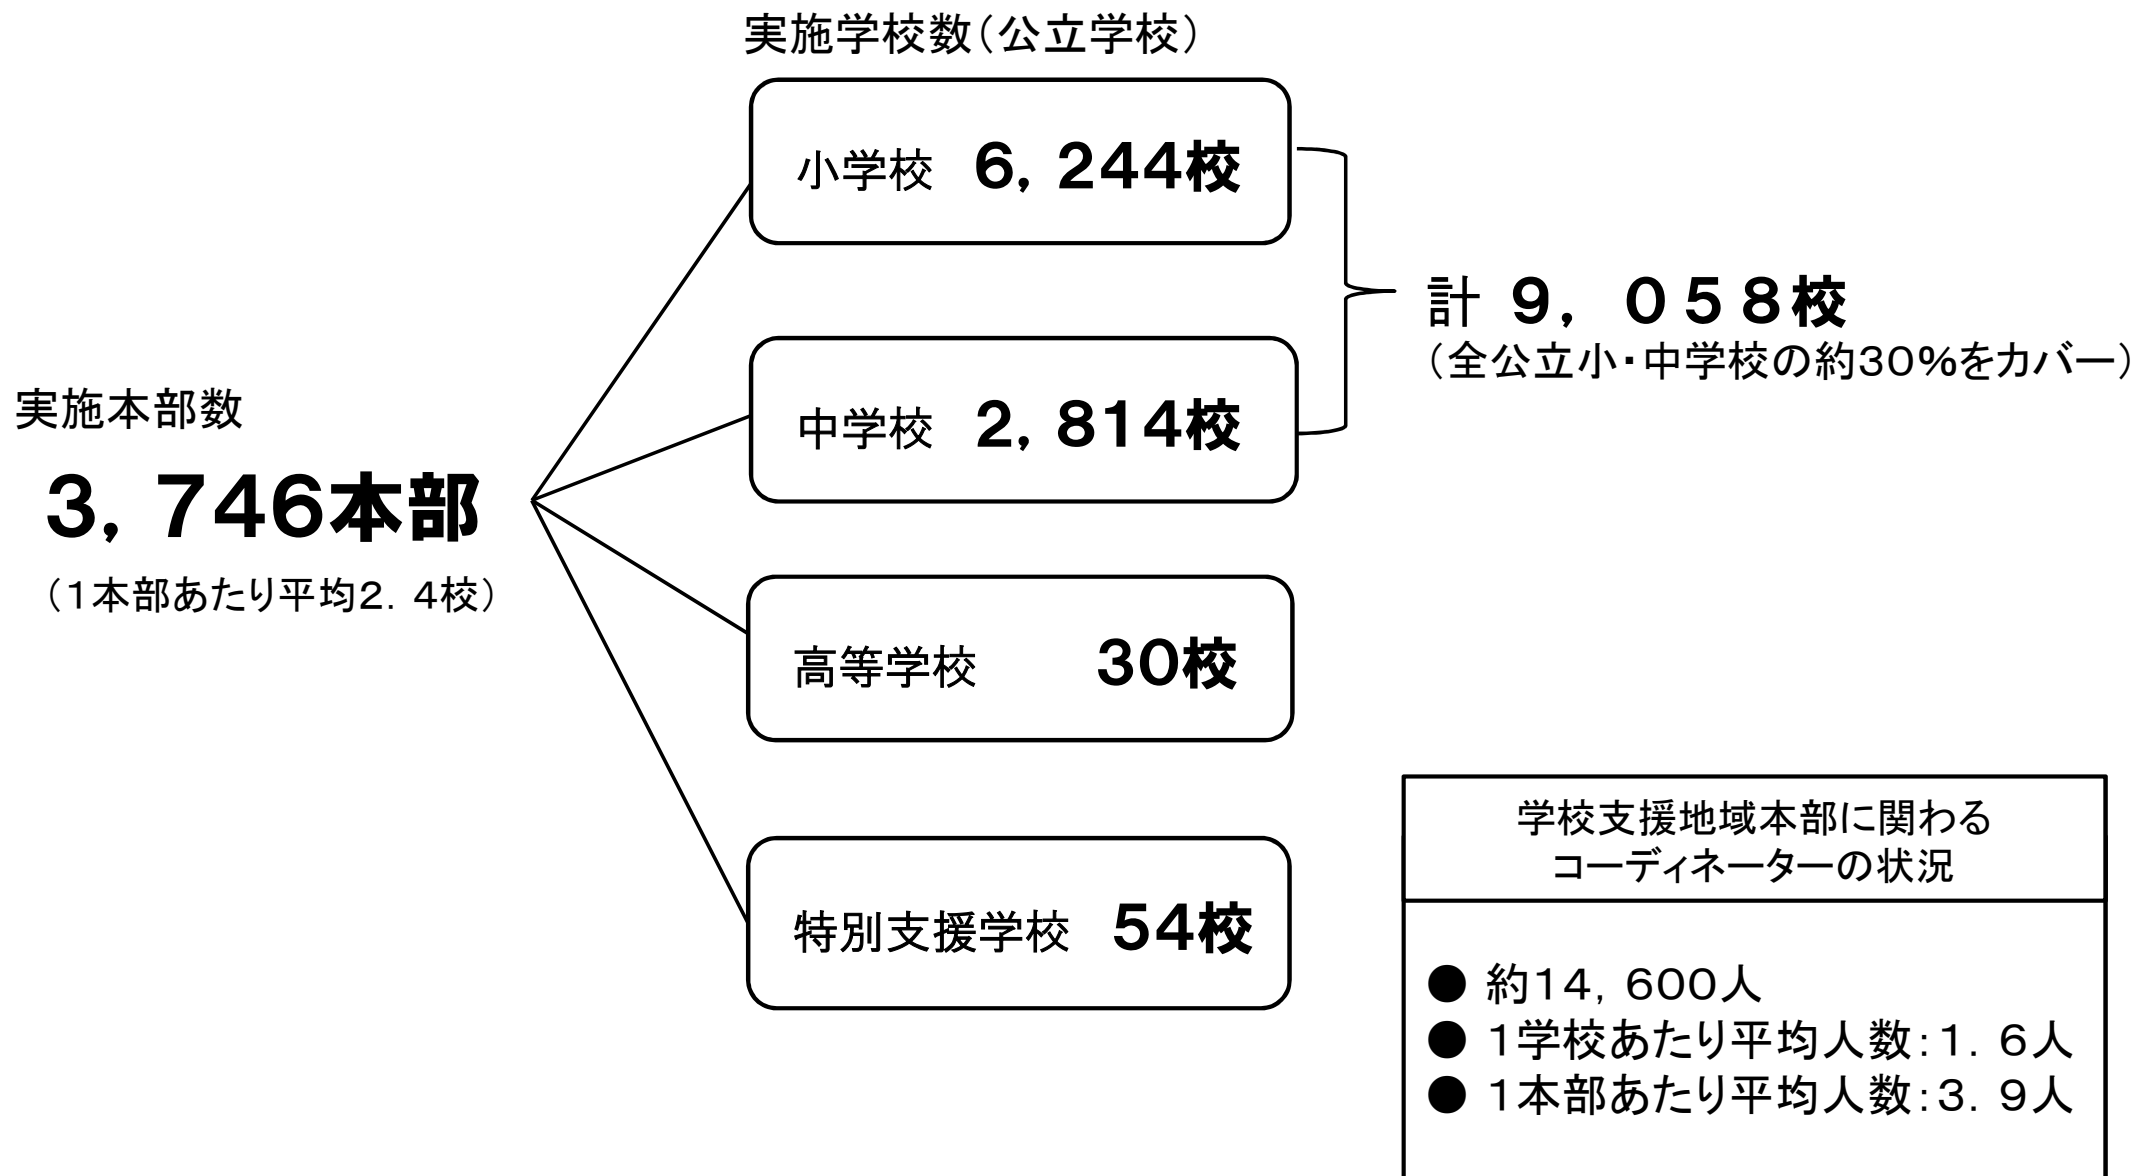 実施学校数(公立学校)
小学校 6,244校
中学校 2,814校
計 9,058校
(全公立小・中学校の約30%をカバー)
実施本部数
3,746本部
(1本部あたり平均2.4校)
高等学校 30校
特別支援学校 54校
学校支援地域本部に関わる
コーディネーターの状況
● 約14,600人
● 1学校あたり平均人数:1.6人
● 1本部あたり平均人数:3.9人